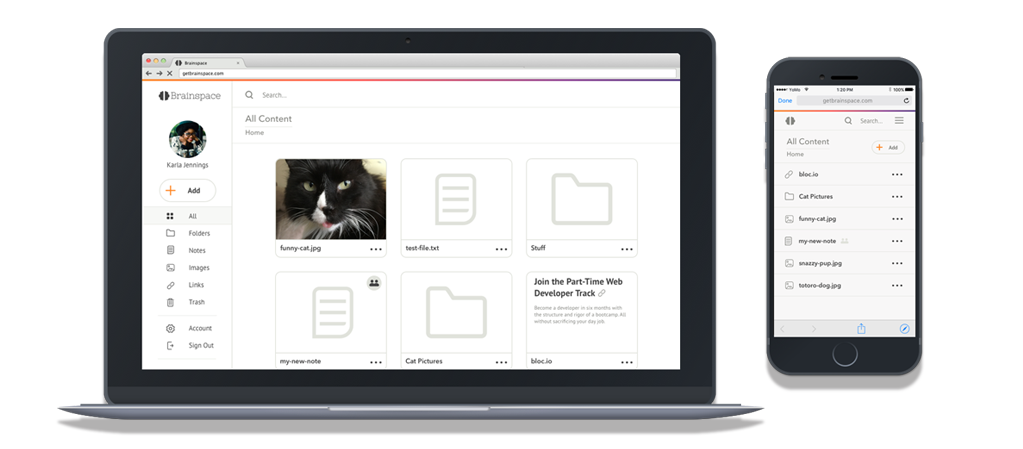 Brainspace
getbrainspace.com
Brainspace
Search...
All Content
Home
Karla Jennings
Add
All
Folders
Notes
Images
Links
Trash
Account
Sign Out
funny-cat.jpg
test-file.txt
Stuff
Join the Part-Time Web
Developer Track
Become a developer in six months with
the structure and rigor of a bootcamp. All
without sacrificing your day job.
my-new-note
Cat Pictures
bloc.io
1:20 PM
100%
Done
getbrainspace.com
Search...
All Content
Home
Add
bloc.io
Cat Pictures
funny-cat.jpg
my-new-note
snazzy-pup.jpg
totoro-dog.jpg